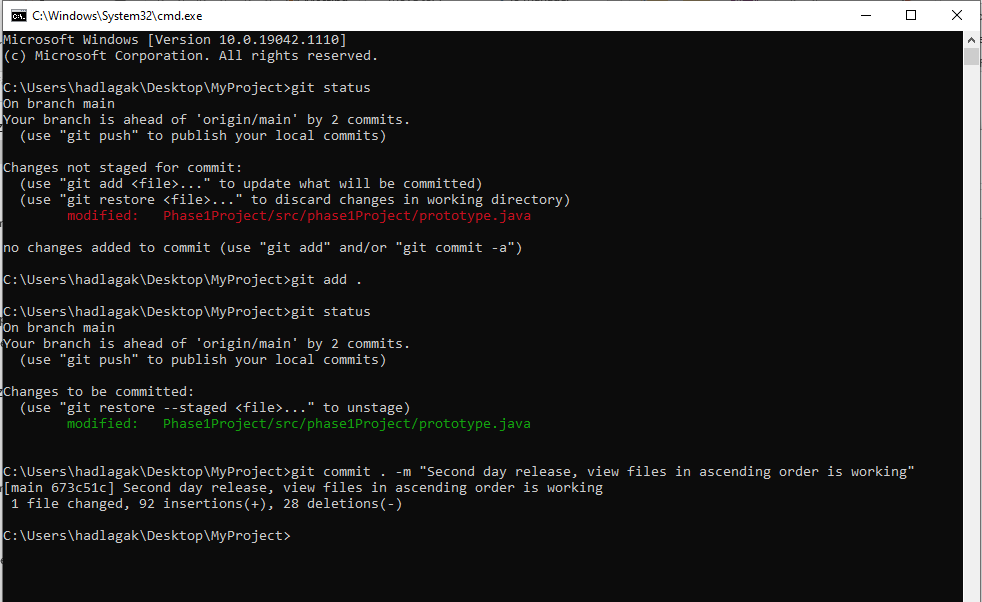 C:\Windows\System32\cmd.exe
Microsoft Windows [Version 10.0.19042.1110]
(c) Microsoft Corporation. All rights reserved.
C:\Users\hadlagak\Desktop\MyProject>git status
On branch main
Your branch is ahead of 'origin/main' by 2 commits.
(use "git push" to publish your local commits)
Changes not staged for commit:
(use "git add <file>..." to update what will be committed)
(use "git restore <file>..." to discard changes in working directory)
modified: Phase1Project/src/phase1Project/prototype.java
no changes added to commit (use "git add" and/or "git commit -a")
C:\Users\hadlagak\Desktop\MyProject>git add .
C:\Users\hadlagak\Desktop\MyProject>git status
On branch main
Your branch is ahead of 'origin/main' by 2 commits.
(use "git push" to publish your local commits)
Changes to be committed:
(use "git restore --staged <file>..." to unstage)
modified: Phase1Project/src/phase1Project/prototype.java
C:\Users\hadlagak\Desktop\MyProject>git commit . -m "Second day release, view files in ascending order is working"
[main 673c51c] Second day release, view files in ascending order is working
1 file changed, 92 insertions(+), 28 deletions(-)
C:\Users\hadlagak\Desktop\MyProject>